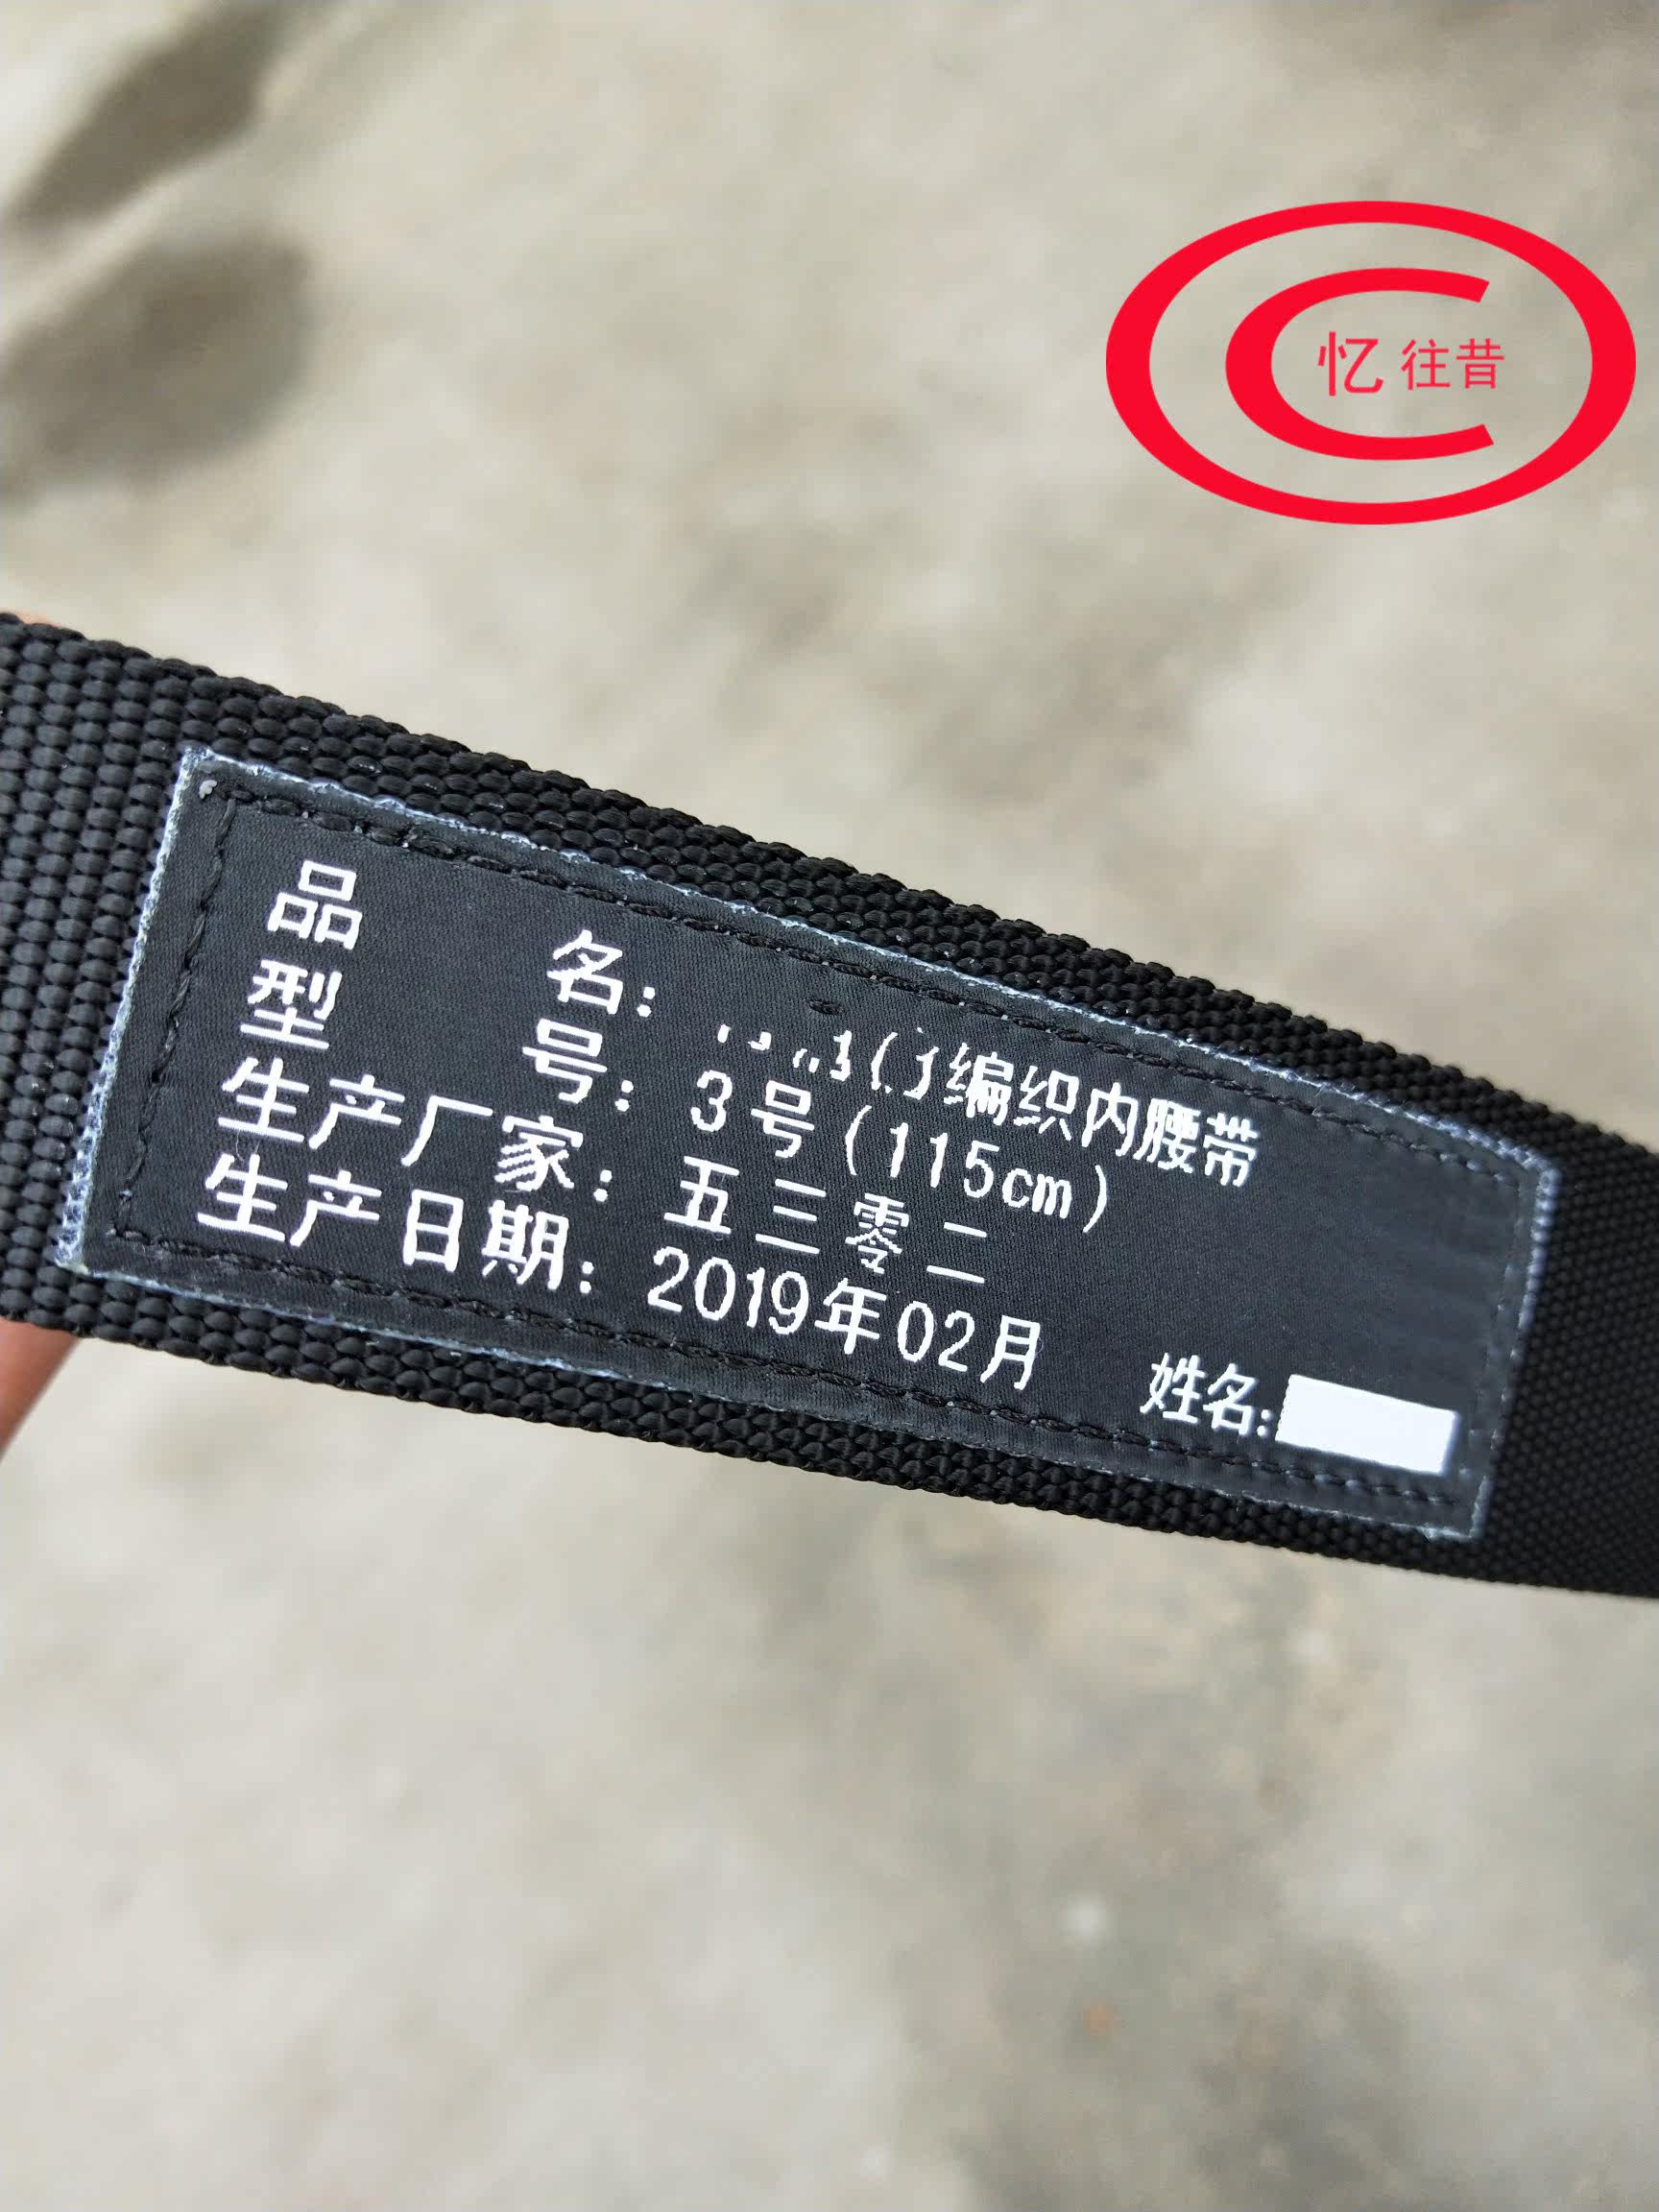 忆往昔
品名: 编织内腰带
型号: 3号(115cm)
生产厂家: 五三零二
生产日期: 2019年02月
姓名: